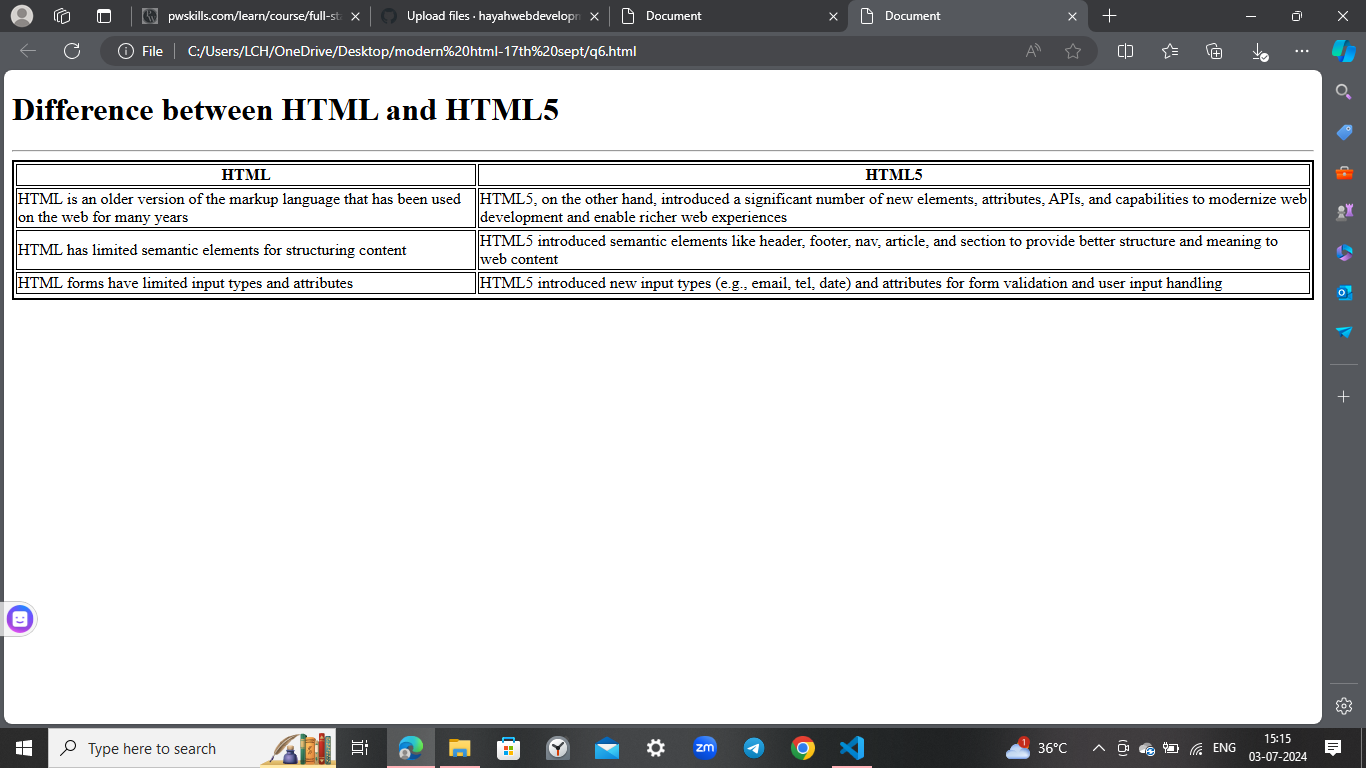 pwskills.com/learn/course/full-sta
Upload files · hayahwebdevelopm
Document
Document
File
C:/Users/LCH/OneDrive/Desktop/modern%20html-17th%20sept/q6.html
Difference between HTML and HTML5
HTML
HTML5
HTML is an older version of the markup language that has been used
on the web for many years
HTML5, on the other hand, introduced a significant number of new elements, attributes, APIs, and capabilities to modernize web
development and enable richer web experiences
HTML has limited semantic elements for structuring content
HTML5 introduced semantic elements like header, footer, nav, article, and section to provide better structure and meaning to
web content
HTML forms have limited input types and attributes
HTML5 introduced new input types (e.g., email, tel, date) and attributes for form validation and user input handling
Type here to search
zm
1
36°C
ENG
15:15
03-07-2024